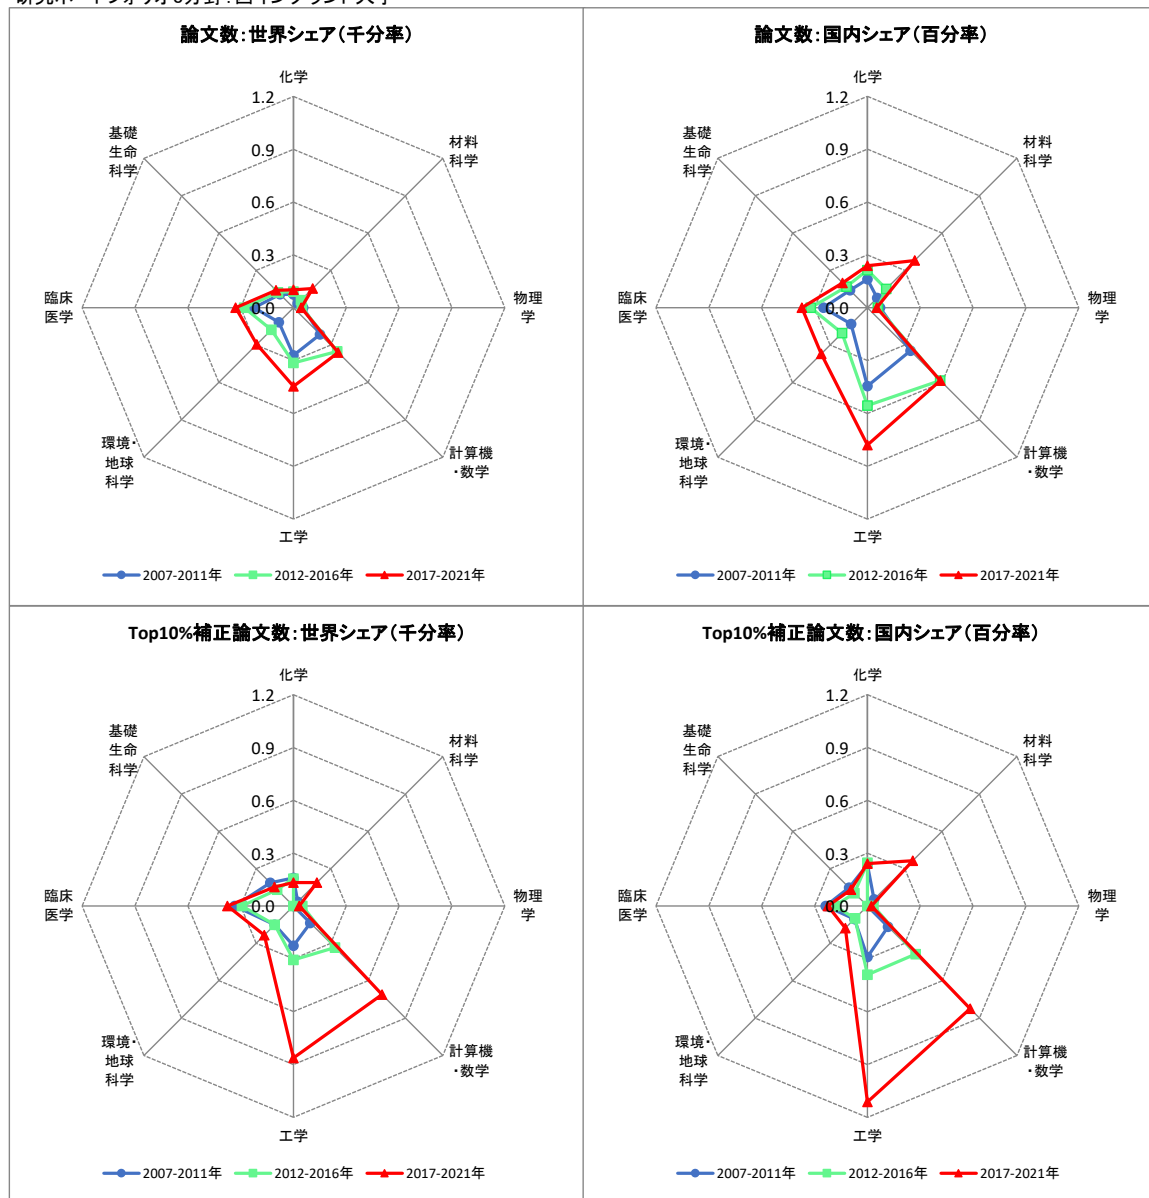 論文数：世界シェア（千分率）
化学
1.2
0.9
0.6
0.3
0.0
材料
科学
物理
学
計算機
・数学
工学
環境・
地球
科学
臨床
医学
基礎
生命
科学
2007-2011年
2012-2016年
2017-2021年
論文数：国内シェア（百分率）
化学
1.2
0.9
0.6
0.3
0.0
材料
科学
物理
学
計算機
・数学
工学
環境・
地球
科学
臨床
医学
基礎
生命
科学
2007-2011年
2012-2016年
2017-2021年
Top10%補正論文数：世界シェア（千分率）
化学
1.2
0.9
0.6
0.3
0.0
材料
科学
物理
学
計算機
・数学
工学
環境・
地球
科学
臨床
医学
基礎
生命
科学
2007-2011年
2012-2016年
2017-2021年
Top10%補正論文数：国内シェア（百分率）
化学
1.2
0.9
0.6
0.3
0.0
材料
科学
物理
学
計算機
・数学
工学
環境・
地球
科学
臨床
医学
基礎
生命
科学
2007-2011年
2012-2016年
2017-2021年